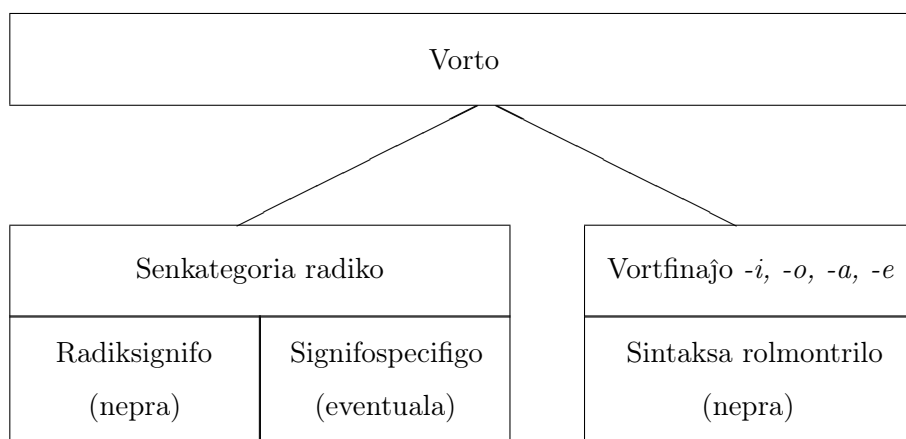 Vorto
Senkategoria radiko
Vortfinaĵo -i, -o, -a, -e
Radiksignifo
(nepra)
Signifospecifigo
(eventuala)
Sintaksa rolmontrilo
(nepra)